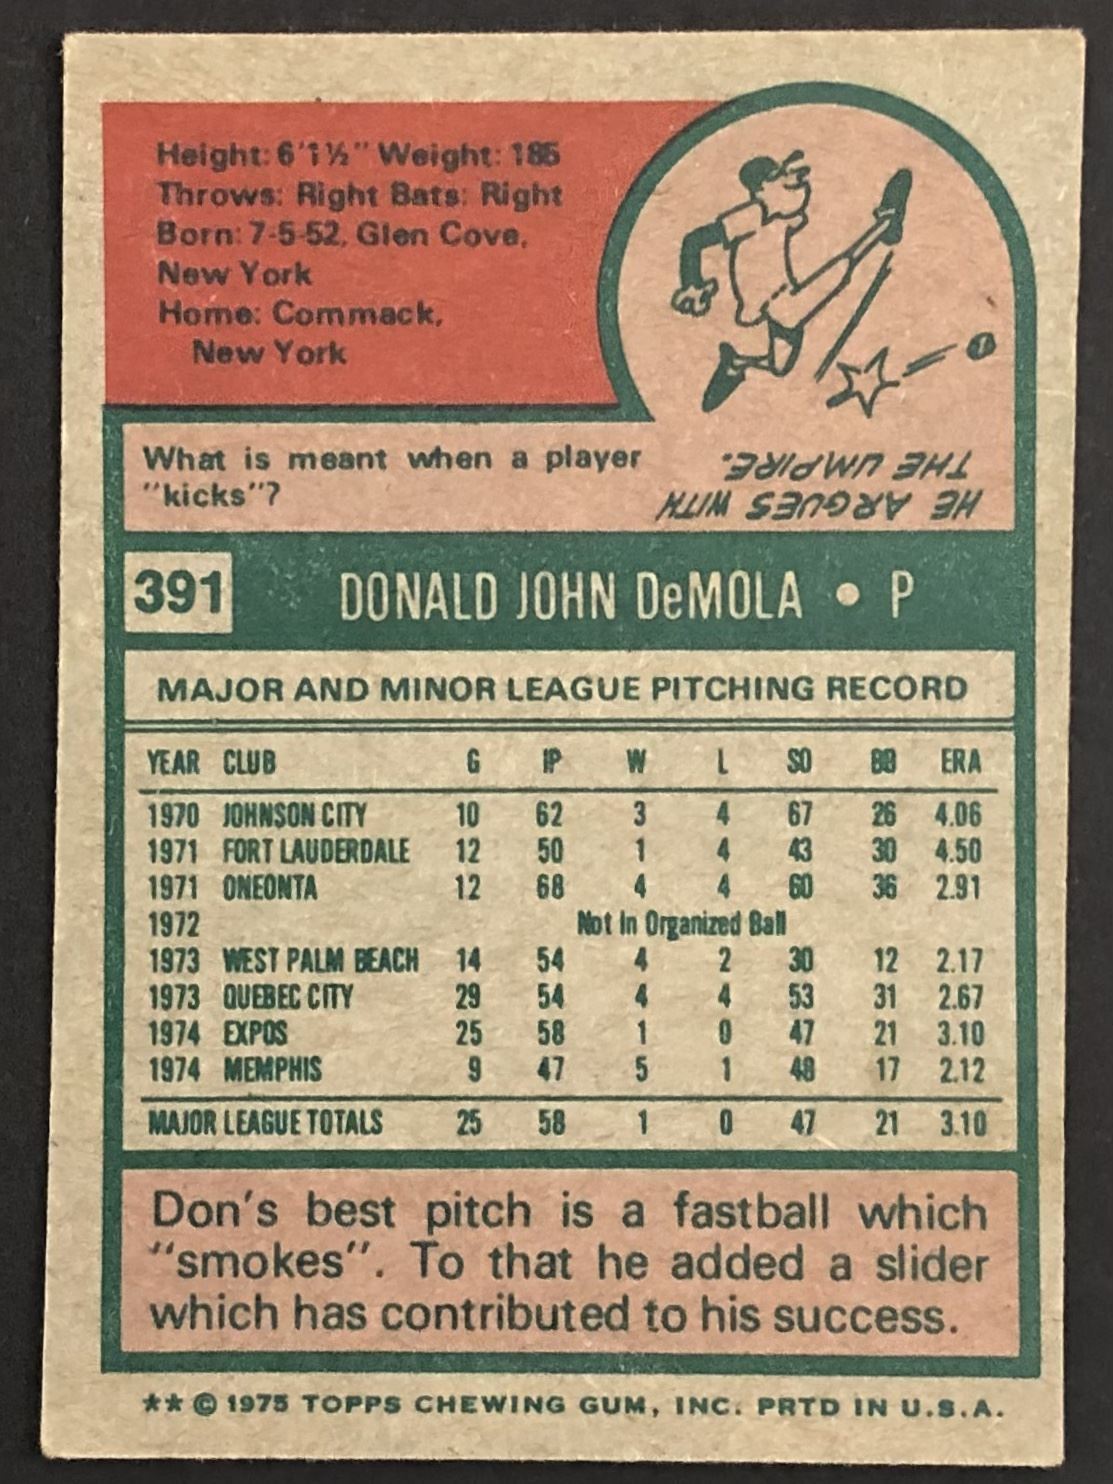 Height: 6'1½" Weight: 185
Throws: Right Bats: Right
Born: 7-5-52, Glen Cove,
New York
Home: Commack,
New York
What is meant when a player
"kicks"?
HE ARGUES WITH
THE UMPIRE.
391 DONALD JOHN DeMOLA • P
MAJOR AND MINOR LEAGUE PITCHING RECORD
YEAR CLUB G IP W L SO BB ERA
1970 JOHNSON CITY 10 62 3 4 67 26 4.06
1971 FORT LAUDERDALE 12 50 1 4 43 30 4.50
1971 ONEONTA 12 68 4 4 60 36 2.91
1972 Not In Organized Ball
1973 WEST PALM BEACH 14 54 4 2 30 12 2.17
1973 QUEBEC CITY 29 54 4 4 53 31 2.67
1974 EXPOS 25 58 1 0 47 21 3.10
1974 MEMPHIS 9 47 5 1 48 17 2.12
MAJOR LEAGUE TOTALS 25 58 1 0 47 21 3.10
Don's best pitch is a fastball which
"smokes". To that he added a slider
which has contributed to his success.
** © 1975 TOPPS CHEWING GUM, INC. PRTD IN U.S.A.